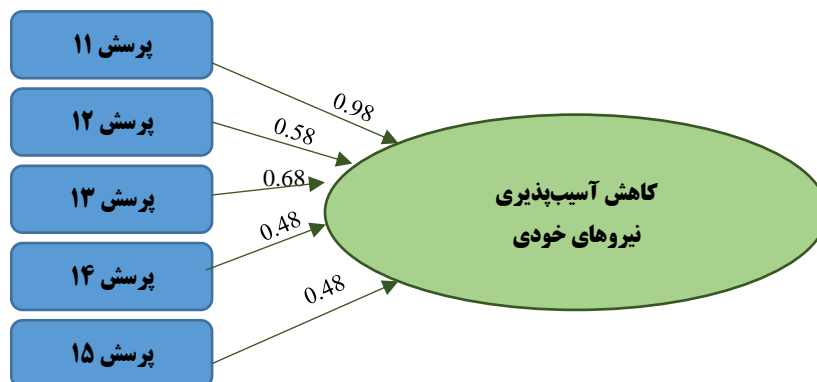 پرسش ۱۱
0.98
پرسش ۱۲
0.58
پرسش ۱۳
0.68
پرسش ۱۴
0.48
پرسش ۱۵
0.48
کاهش آسیب‌پذیری
نیروهای خودی